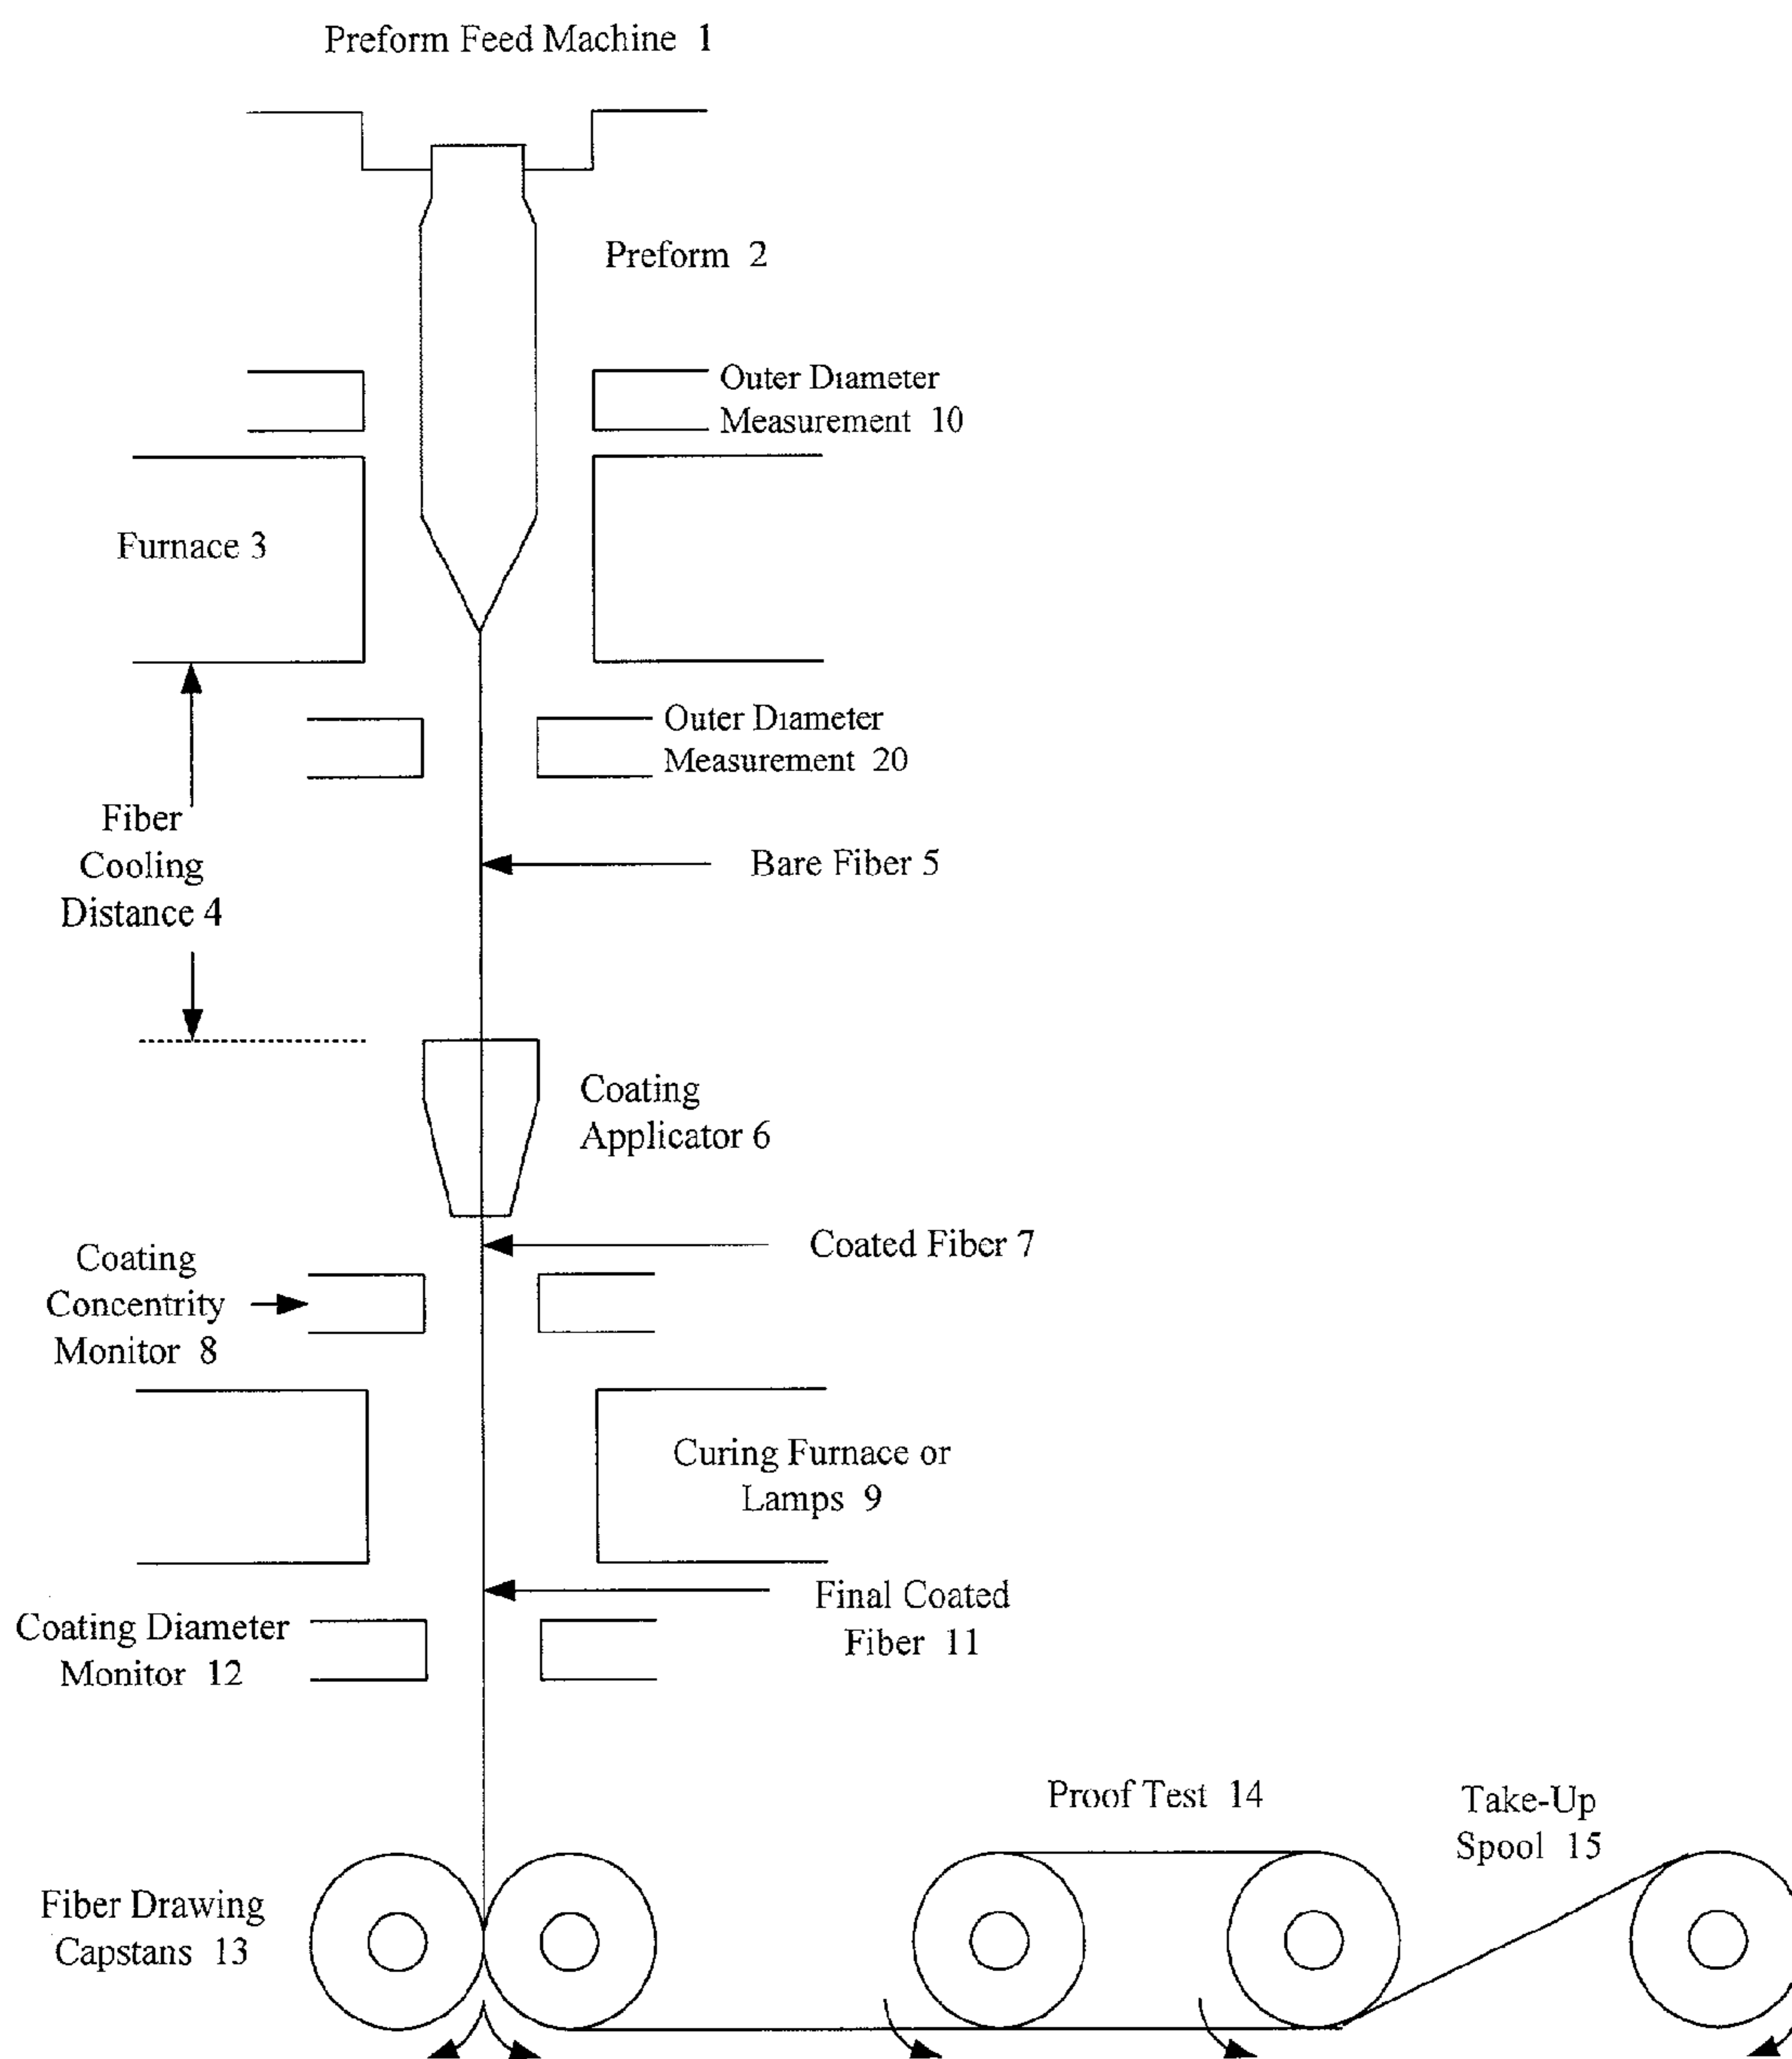 Preform Feed Machine 1
Preform 2
Outer Diameter
Measurement 10
Furnace 3
Outer Diameter
Measurement 20
Fiber
Cooling
Distance 4
Bare Fiber 5
Coating
Applicator 6
Coated Fiber 7
Coating
Concentrity
Monitor 8
Curing Furnace or
Lamps 9
Final Coated
Fiber 11
Coating Diameter
Monitor 12
Proof Test 14
Take-Up
Spool 15
Fiber Drawing
Capstans 13